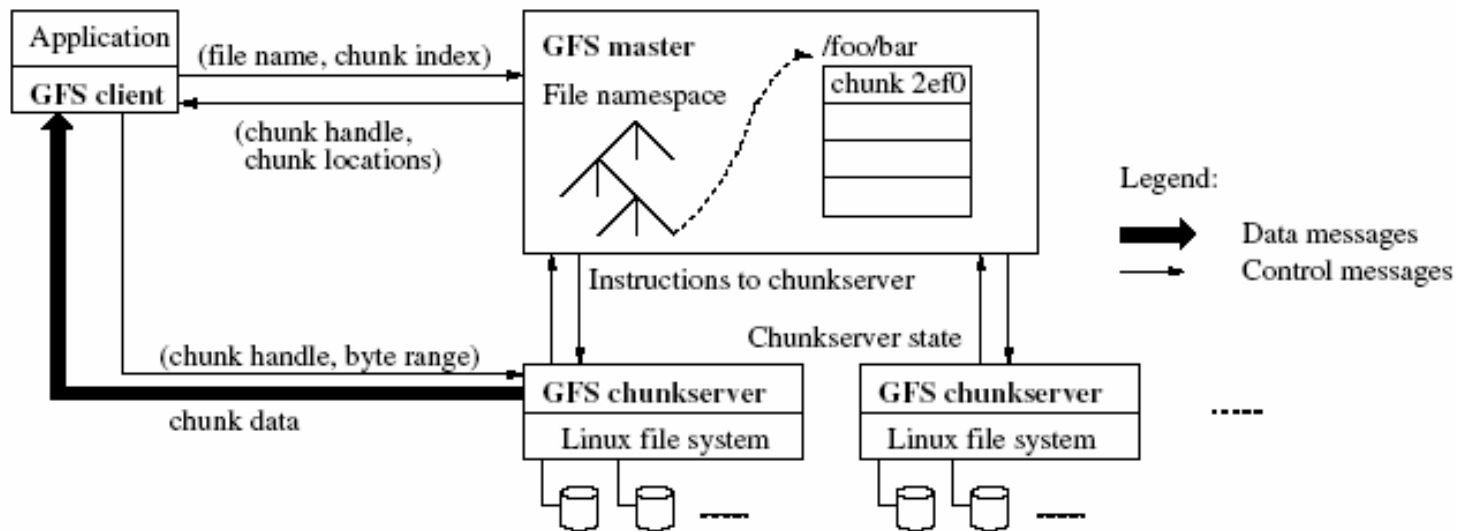 Application
GFS client
(file name, chunk index)
(chunk handle,
chunk locations)
GFS master
File namespace
/foo/bar
chunk 2ef0
Legend:
Data messages
Control messages
Instructions to chunkserver
Chunkserver state
(chunk handle, byte range)
chunk data
GFS chunkserver
Linux file system
GFS chunkserver
Linux file system